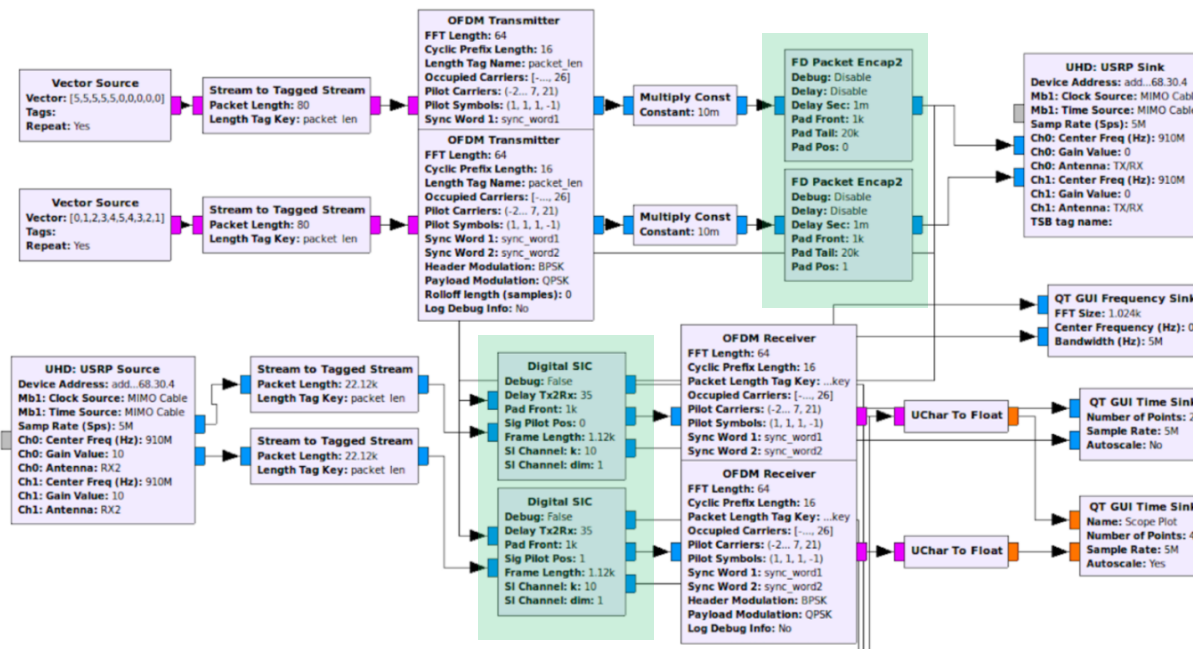 Vector Source
Vector: [5,5,5,5,5,0,0,0,0,0]
Tags:
Repeat: Yes
Stream to Tagged Stream
Packet Length: 80
Length Tag Key: packet_len
OFDM Transmitter
FFT Length: 64
Cyclic Prefix Length: 16
Length Tag Name: packet_len
Occupied Carriers: [-..., 26]
Pilot Carriers: (-2... 7, 21)
Pilot Symbols: (1, 1, 1, -1)
Sync Word 1: sync_word1
Multiply Const
Constant: 10m
FD Packet Encap2
Debug: Disable
Delay: Disable
Delay Sec: 1m
Pad Front: 1k
Pad Tail: 20k
Pad Pos: 0
UHD: USRP Sink
Device Address: add...68.30.4
Mb1: Clock Source: MIMO Cabl
Mb1: Time Source: MIMO Cable
Samp Rate (Sps): 5M
Ch0: Center Freq (Hz): 910M
Ch0: Gain Value: 0
Ch0: Antenna: TX/RX
Ch1: Center Freq (Hz): 910M
Ch1: Gain Value: 0
Ch1: Antenna: TX/RX
TSB tag name:
Vector Source
Vector: [0,1,2,3,4,5,4,3,2,1]
Tags:
Repeat: Yes
Stream to Tagged Stream
Packet Length: 80
Length Tag Key: packet_len
OFDM Transmitter
FFT Length: 64
Cyclic Prefix Length: 16
Length Tag Name: packet_len
Occupied Carriers: [-..., 26]
Pilot Carriers: (-2... 7, 21)
Pilot Symbols: (1, 1, 1, -1)
Sync Word 1: sync_word1
Sync Word 2: sync_word2
Header Modulation: BPSK
Payload Modulation: QPSK
Rolloff length (samples): 0
Log Debug Info: No
Multiply Const
Constant: 10m
FD Packet Encap2
Debug: Disable
Delay: Disable
Delay Sec: 1m
Pad Front: 1k
Pad Tail: 20k
Pad Pos: 1
QT GUI Frequency Sink
FFT Size: 1.024k
Center Frequency (Hz): 0
Bandwidth (Hz): 5M
UHD: USRP Source
Device Address: add...68.30.4
Mb1: Clock Source: MIMO Cable
Mb1: Time Source: MIMO Cable
Samp Rate (Sps): 5M
Ch0: Center Freq (Hz): 910M
Ch0: Gain Value: 10
Ch0: Antenna: RX2
Ch1: Center Freq (Hz): 910M
Ch1: Gain Value: 10
Ch1: Antenna: RX2
Stream to Tagged Stream
Packet Length: 22.12k
Length Tag Key: packet_len
Stream to Tagged Stream
Packet Length: 22.12k
Length Tag Key: packet_len
Digital SIC
Debug: False
Delay Tx2Rx: 35
Pad Front: 1k
Sig Pilot Pos: 0
Frame Length: 1.12k
SI Channel: k: 10
SI Channel: dim: 1
OFDM Receiver
FFT Length: 64
Cyclic Prefix Length: 16
Packet Length Tag Key: ...key
Occupied Carriers: [-..., 26]
Pilot Carriers: (-2... 7, 21)
Pilot Symbols: (1, 1, 1, -1)
Sync Word 1: sync_word1
Sync Word 2: sync_word2
UChar To Float
QT GUI Time Sink
Number of Points: 2
Sample Rate: 5M
Autoscale: No
Digital SIC
Debug: False
Delay Tx2Rx: 35
Pad Front: 1k
Sig Pilot Pos: 1
Frame Length: 1.12k
SI Channel: k: 10
SI Channel: dim: 1
OFDM Receiver
FFT Length: 64
Cyclic Prefix Length: 16
Packet Length Tag Key: ...key
Occupied Carriers: [-..., 26]
Pilot Carriers: (-2... 7, 21)
Pilot Symbols: (1, 1, 1, -1)
Sync Word 1: sync_word1
Sync Word 2: sync_word2
Header Modulation: BPSK
Payload Modulation: QPSK
Log Debug Info: No
UChar To Float
QT GUI Time Sink
Name: Scope Plot
Number of Points: 4
Sample Rate: 5M
Autoscale: Yes